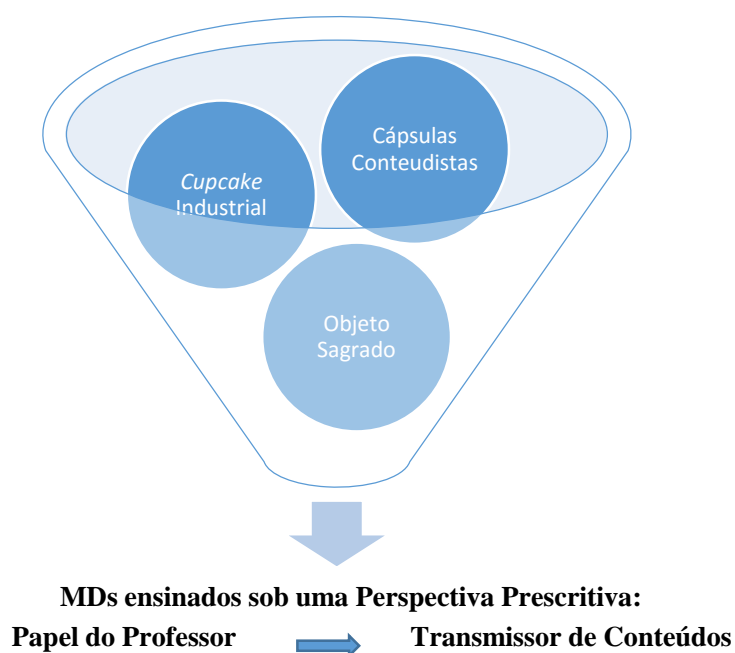 Cápsulas
Conteudistas
Cupcake
Industrial
Objeto
Sagrado
MDs ensinados sob uma Perspectiva Prescritiva:
Papel do Professor Transmissor de Conteúdos